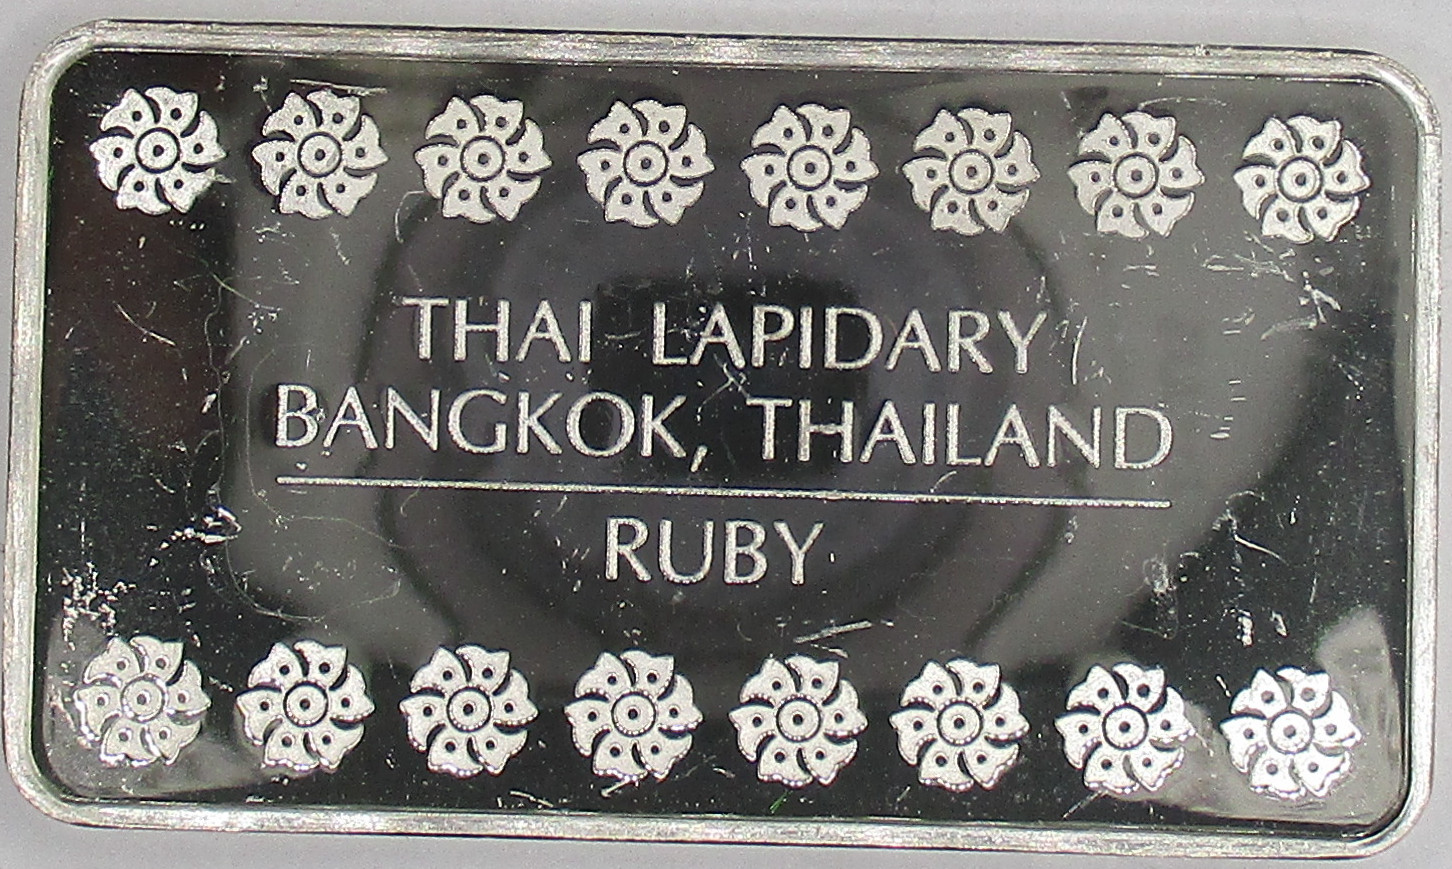 THAI LAPIDARY
BANGKOK, THAILAND
RUBY